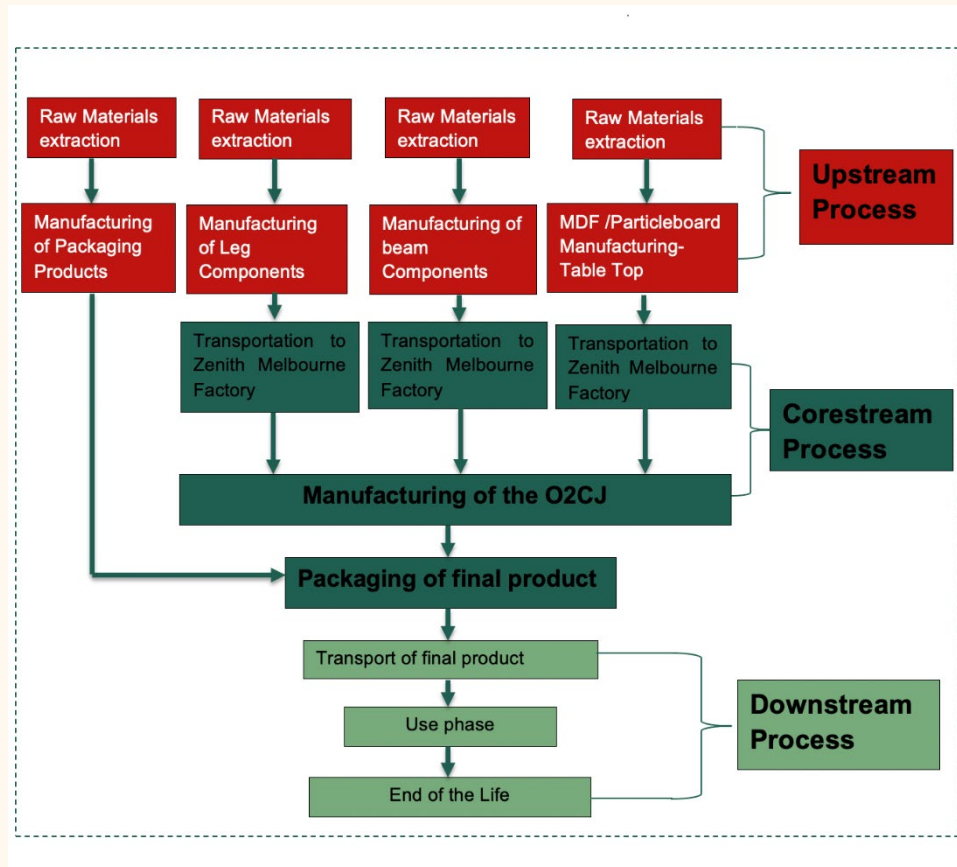 Raw Materials
extraction
Raw Materials
extraction
Raw Materials
extraction
Raw Materials
extraction
Upstream
Process
Manufacturing
of Packaging
Products
Manufacturing
of Leg
Components
Manufacturing of
beam
Components
MDF /Particleboard
Manufacturing-
Table Top
Transportation to
Zenith Melbourne
Factory
Transportation to
Zenith Melbourne
Factory
Transportation to
Zenith Melbourne
Factory
Corestream
Process
Manufacturing of the O2CJ
Packaging of final product
Transport of final product
Use phase
End of the Life
Downstream
Process